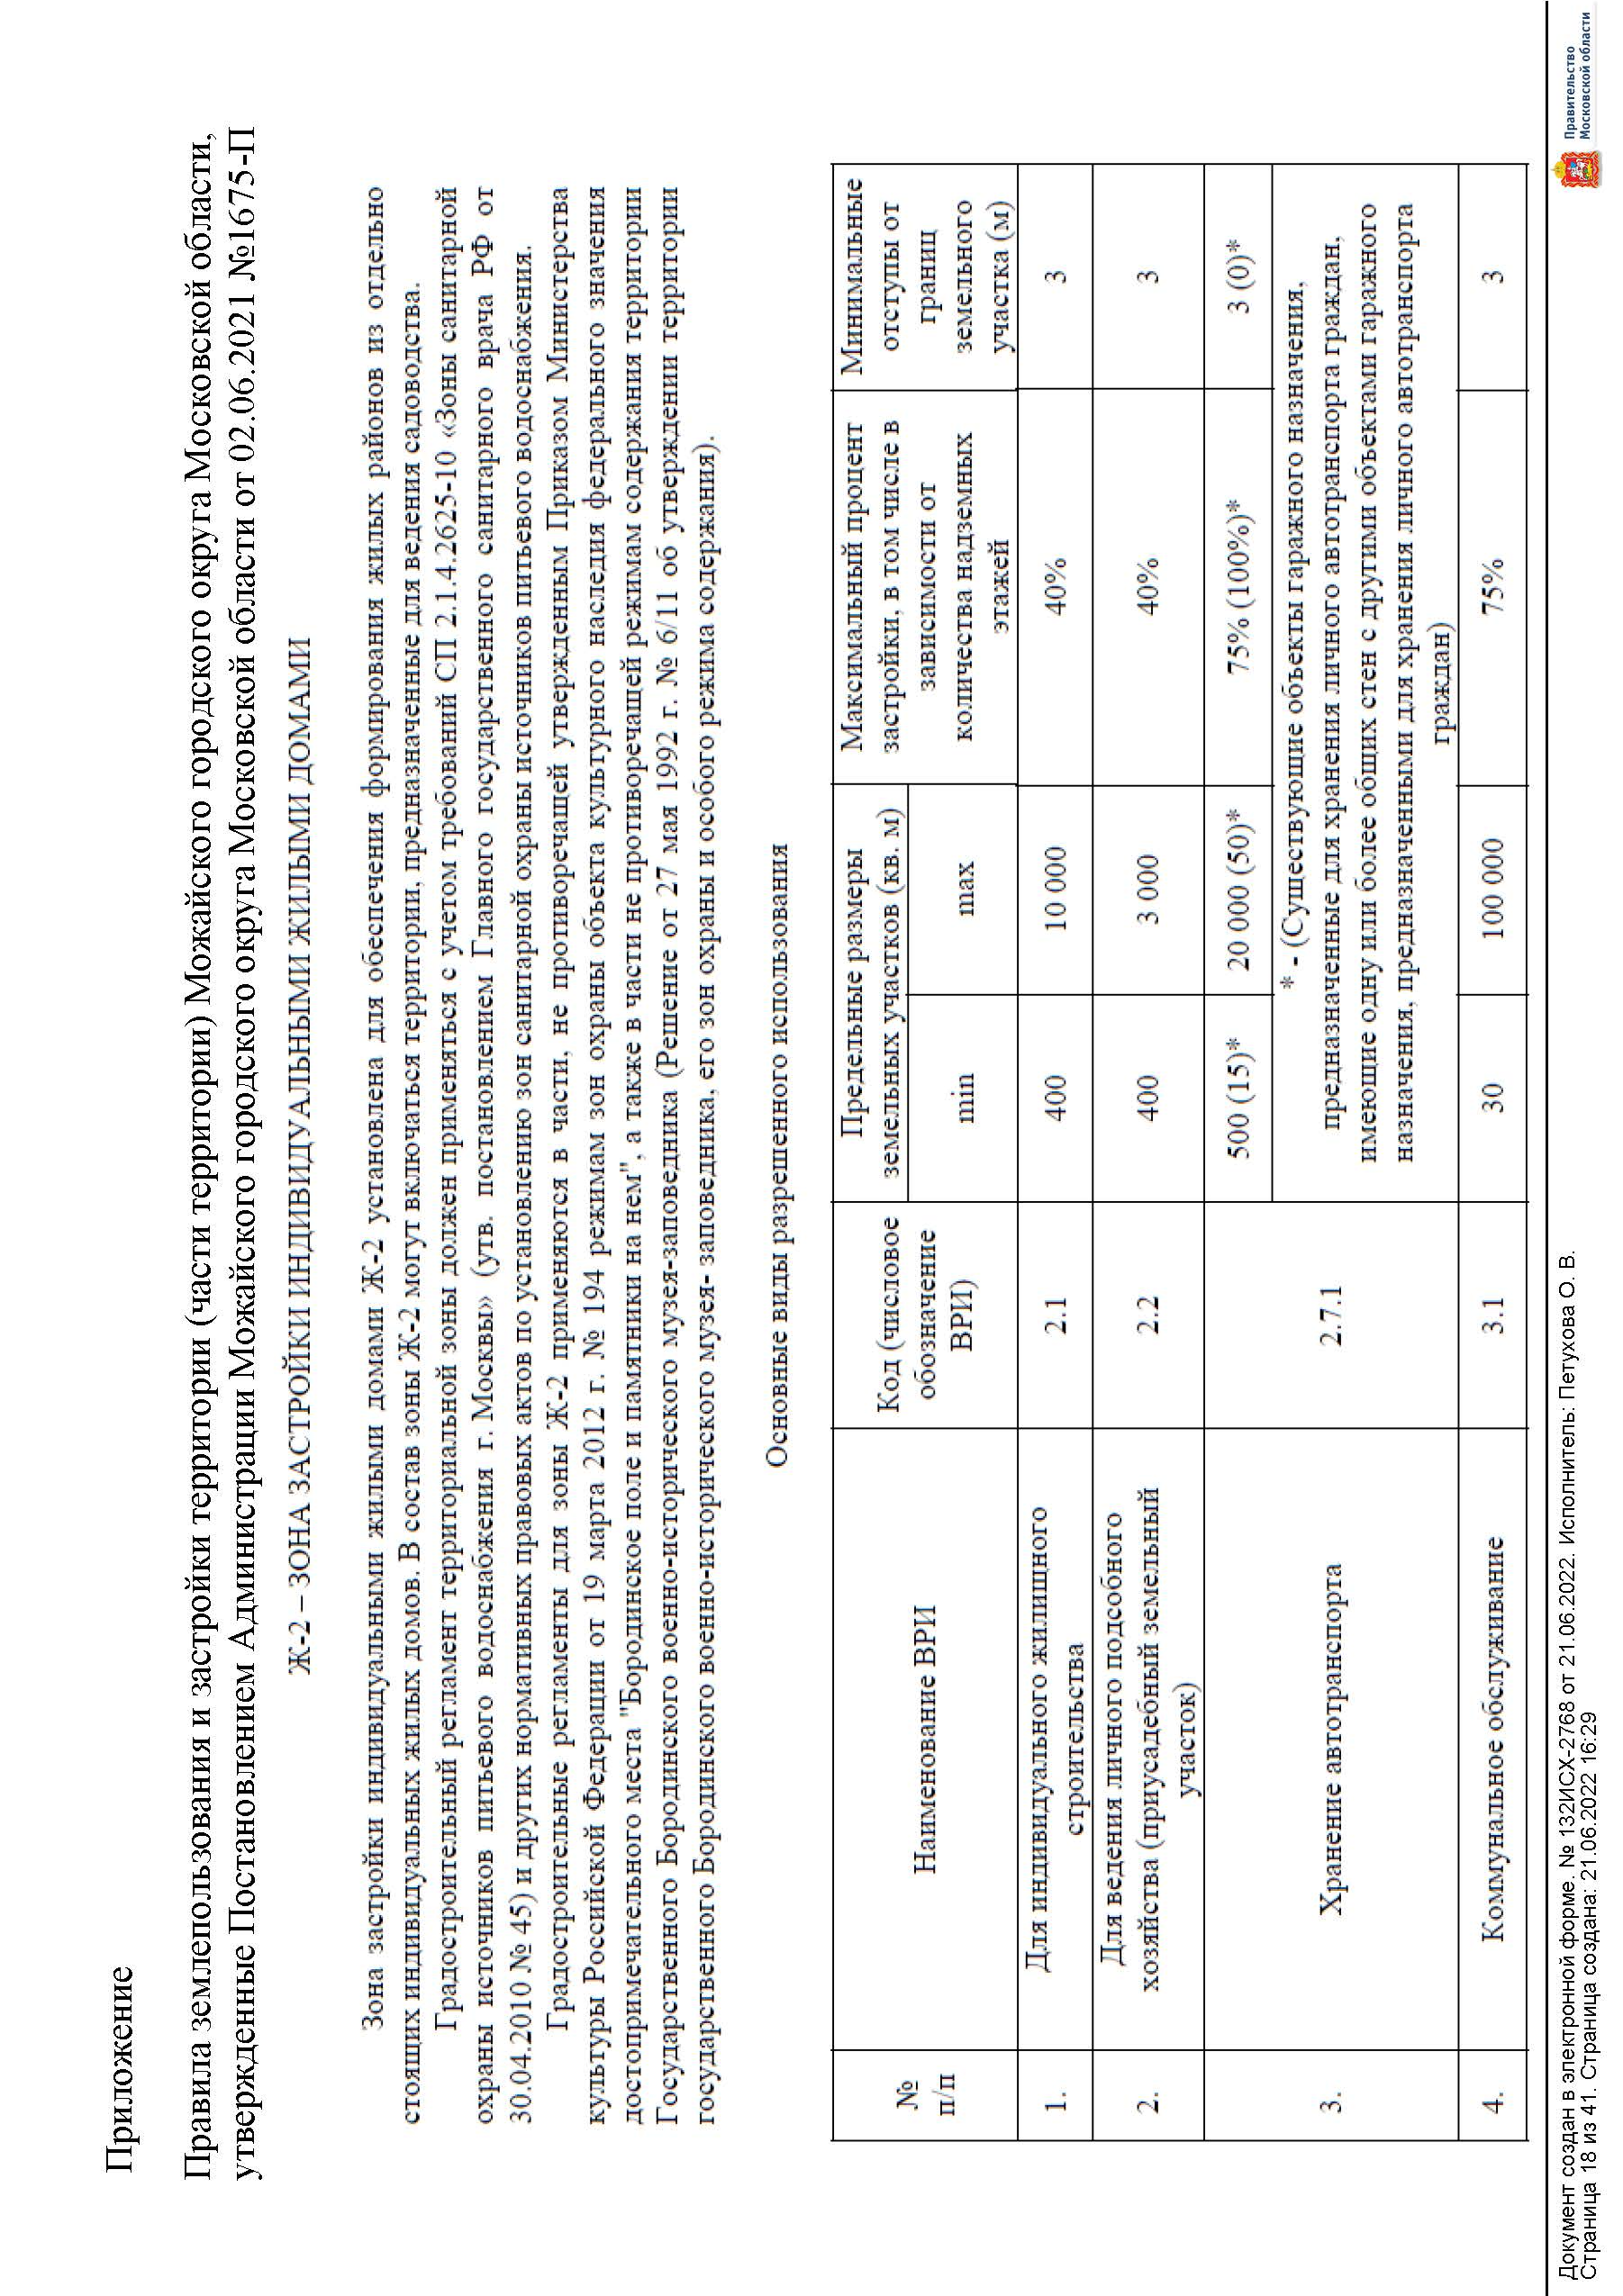 Приложение
Правила землепользования и застройки территории (части территории) Можайского городского округа Московской области,
утвержденные Постановлением Администрации Можайского городского округа Московской области от 02.06.2021 №1675-П
Ж-2 – ЗОНА ЗАСТРОЙКИ ИНДИВИДУАЛЬНЫМИ ЖИЛЫМИ ДОМАМИ
Зона застройки индивидуальными жилыми домами Ж-2 установлена для обеспечения формирования жилых районов из отдельно
стоящих индивидуальных жилых домов. В состав зоны Ж-2 могут включаться территории, предназначенные для ведения садоводства.
Градостроительный регламент территориальной зоны должен применяться с учетом требований СП 2.1.4.2625-10 «Зоны санитарной
охраны источников питьевого водоснабжения г. Москвы» (утв. постановлением Главного государственного санитарного врача РФ от
30.04.2010 № 45) и других нормативных правовых актов по установлению зон санитарной охраны источников питьевого водоснабжения.
Градостроительные регламенты для зоны Ж-2 применяются в части, не противоречащей утвержденным Приказом Министерства
культуры Российской Федерации от 19 марта 2012 г. № 194 режимам зон охраны объекта культурного наследия федерального значения
достопримечательного места "Бородинское поле и памятники на нем", а также в части не противоречащей режимам содержания территории
Государственного Бородинского военно-исторического музея-заповедника (Решение от 27 мая 1992 г. № 6/11 об утверждении территории
государственного Бородинского военно-исторического музея- заповедника, его зон охраны и особого режима содержания).
Основные виды разрешенного использования
№
п/п
Наименование ВРИ
Код (числовое
обозначение
ВРИ)
Предельные размеры
земельных участков (кв. м)
min
max
Максимальный процент
застройки, в том числе в
зависимости от
количества надземных
этажей
Минимальные
отступы от
границ
земельного
участка (м)
1.
Для индивидуального жилищного
строительства
2.1
400
10 000
40%
3
2.
Для ведения личного подсобного
хозяйства (приусадебный земельный
участок)
2.2
400
3 000
40%
3
3.
Хранение автотранспорта
2.7.1
500 (15)*
20 000 (50)*
75% (100%)*
3 (0)*
* - (Существующие объекты гаражного назначения,
предназначенные для хранения личного автотранспорта граждан,
имеющие одну или более общих стен с другими объектами гаражного
назначения, предназначенными для хранения личного автотранспорта
граждан)
4.
Коммунальное обслуживание
3.1
30
100 000
75%
3
Документ создан в электронной форме. № 132ИСХ-2768 от 21.06.2022. Исполнитель: Петухова О. В.
Страница 18 из 41. Страница создана: 21.06.2022 16:29
Правительство
Московской области